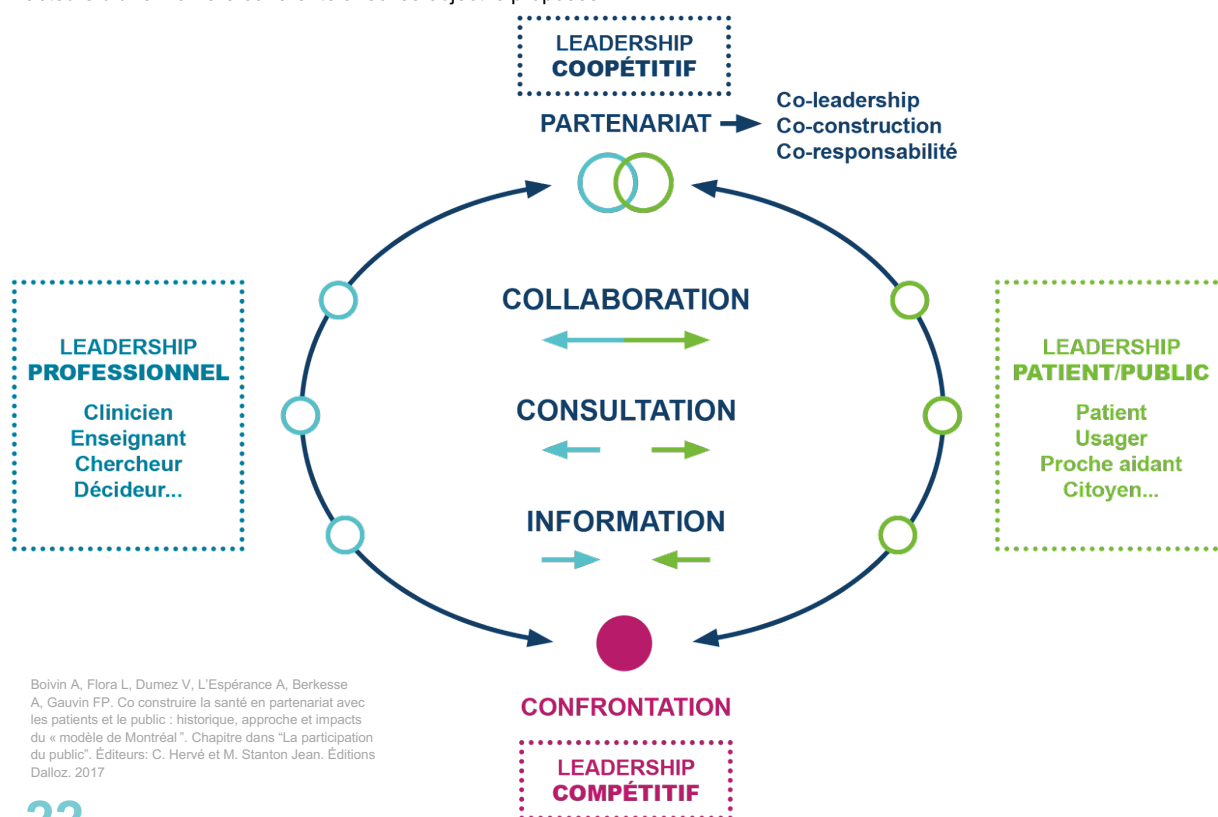 LEADERSHIP
COOPÉTITIF
PARTENARIAT
Co-leadership
Co-construction
Co-responsabilité
COLLABORATION
CONSULTATION
INFORMATION
LEADERSHIP
PROFESSIONNEL
Clinicien
Enseignant
Chercheur
Décideur...
LEADERSHIP
PATIENT/PUBLIC
Patient
Usager
Proche aidant
Citoyen...
CONFRONTATION
LEADERSHIP
COMPÉTITIF
Boivin A, Flora L, Dumez V, L'Espérance A, Berkesse
A, Gauvin FP. Co construire la santé en partenariat avec
les patients et le public : historique, approche et impacts
du « modèle de Montréal ". Chapitre dans "La participation
du public". Éditeurs: C. Hervé et M. Stanton Jean. Éditions
Dalloz. 2017
22